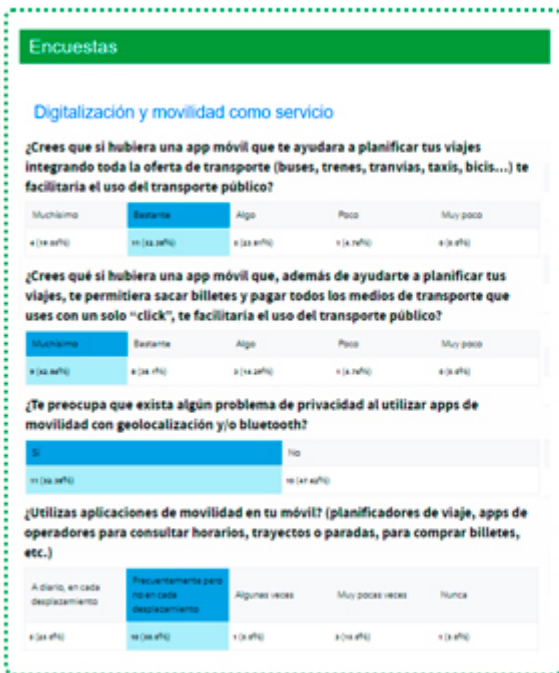 Encuestas
Digitalización y movilidad como servicio
¿Crees que si hubiera una app móvil que te ayudara a planificar tus viajes
integrando toda la oferta de transporte (buses, trenes, tranvias, taxis, bicis...) te
facilitaría el uso del transporte público?
Muchísimo Bastante Algo Poco Muy poco
¿Crees qué si hubiera una app móvil que, además de ayudarte a planificar tus
viajes, te permitiera sacar billetes y pagar todos los medios de transporte que
uses con un solo “click”, te facilitaría el uso del transporte público?
Muchísimo Bastante Algo Poco Muy poco
¿Te preocupa que exista algún problema de privacidad al utilizar apps de
movilidad con geolocalización y/o bluetooth?
Sí No
¿Utilizas aplicaciones de movilidad en tu móvil? (planificadores de viaje, apps de
operadores para consultar horarios, trayectos o paradas, para comprar billetes,
etc.)
A diario, en cada desplazamiento Frecuentemente pero no en cada desplazamiento Algunas veces Muy pocas veces Nunca